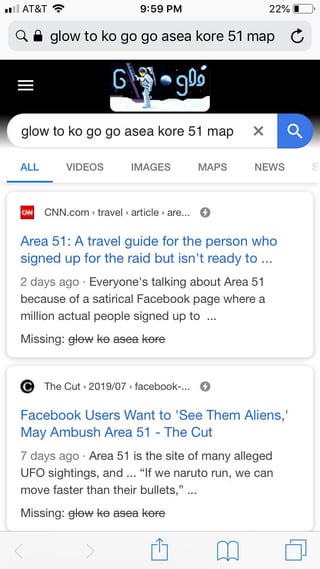 AT&T 9:59 PM 22%
glow to ko go go asea kore 51 map
glow to ko go go asea kore 51 map
ALL VIDEOS IMAGES MAPS NEWS S
CNN CNN.com › travel › article › are...
Area 51: A travel guide for the person who
signed up for the raid but isn't ready to ...
2 days ago · Everyone's talking about Area 51
because of a satirical Facebook page where a
million actual people signed up to ...
Missing: glow ko asea kore
The Cut › 2019/07 › facebook-...
Facebook Users Want to 'See Them Aliens,'
May Ambush Area 51 - The Cut
7 days ago · Area 51 is the site of many alleged
UFO sightings, and ... “If we naruto run, we can
move faster than their bullets,” ...
Missing: glow ko asea kore